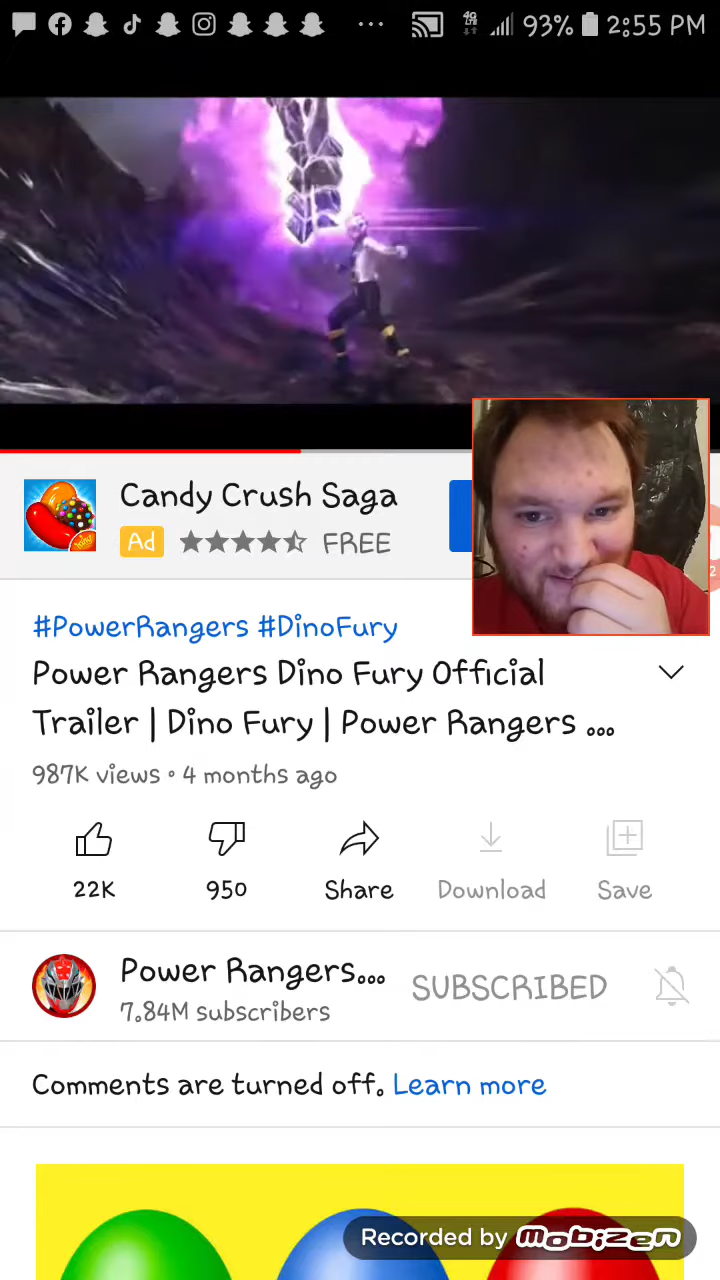 4G
LTE
93%
2:55 PM
Candy Crush Saga
Ad
FREE
#PowerRangers #DinoFury
Power Rangers Dino Fury Official
Trailer | Dino Fury | Power Rangers ...
987K views • 4 months ago
22K
950
Share
Download
Save
Power Rangers...
SUBSCRIBED
7.84M subscribers
Comments are turned off. Learn more
Recorded by mobizen